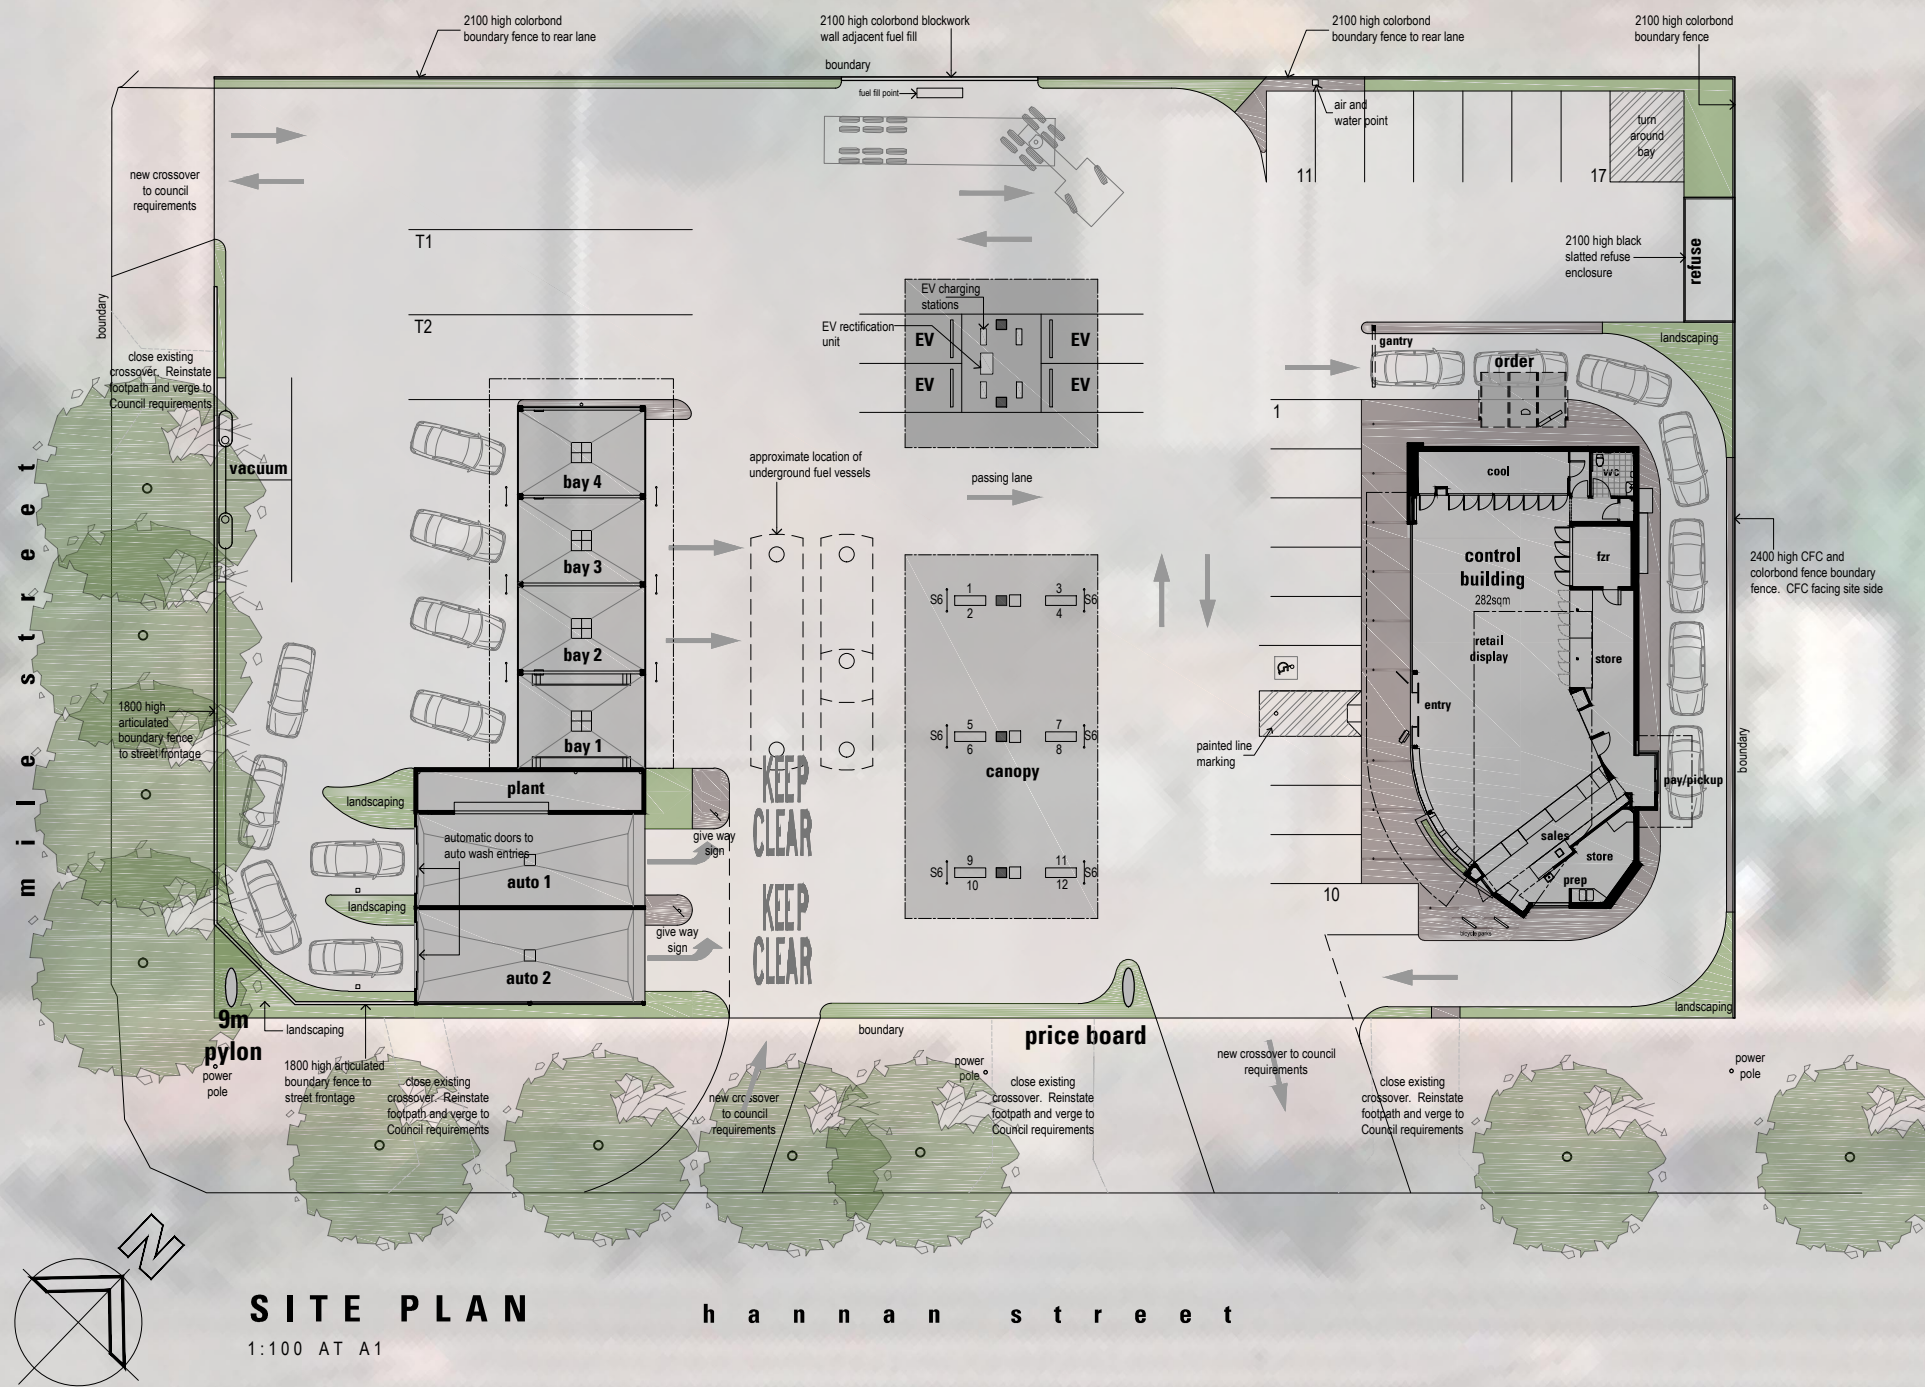 2100 high colorbond
boundary fence to rear lane
2100 high colorbond blockwork
wall adjacent fuel fill
2100 high colorbond
boundary fence to rear lane
2100 high colorbond
boundary fence
boundary
fuel fill point
air and
water point
turn
around
bay
11
17
new crossover
to council
requirements
T1
T2
2100 high black
slatted refuse
enclosure
refuse
boundary
EV charging
stations
EV rectification
unit
EV
EV
EV
EV
gantry
order
landscaping
close existing
crossover. Reinstate
footpath and verge to
Council requirements
1
vacuum
bay 4
bay 3
bay 2
bay 1
approximate location of
underground fuel vessels
passing lane
cool
wc
control
building
282sqm
fzr
retail
display
store
entry
2400 high CFC and
colorbond fence boundary
fence. CFC facing site side
S6
1
2
3
4
S6
S6
5
6
7
8
S6
canopy
S6
9
10
11
12
S6
mile street
1800 high
articulated
boundary fence
to street frontage
painted line
marking
boundary
pay/pickup
plant
landscaping
automatic doors to
auto wash entries
auto 1
give way
sign
KEEP
CLEAR
landscaping
auto 2
give way
sign
KEEP
CLEAR
sales
store
prep
10
bicycle parks
landscaping
9m
pylon
landscaping
power
pole
1800 high articulated
boundary fence to
street frontage
close existing
crossover. Reinstate
footpath and verge to
Council requirements
new crossover
to council
requirements
boundary
price board
power
pole
close existing
crossover. Reinstate
footpath and verge to
Council requirements
new crossover to council
requirements
close existing
crossover. Reinstate
footpath and verge to
Council requirements
power
pole
N
SITE PLAN
1:100 AT A1
hannan street